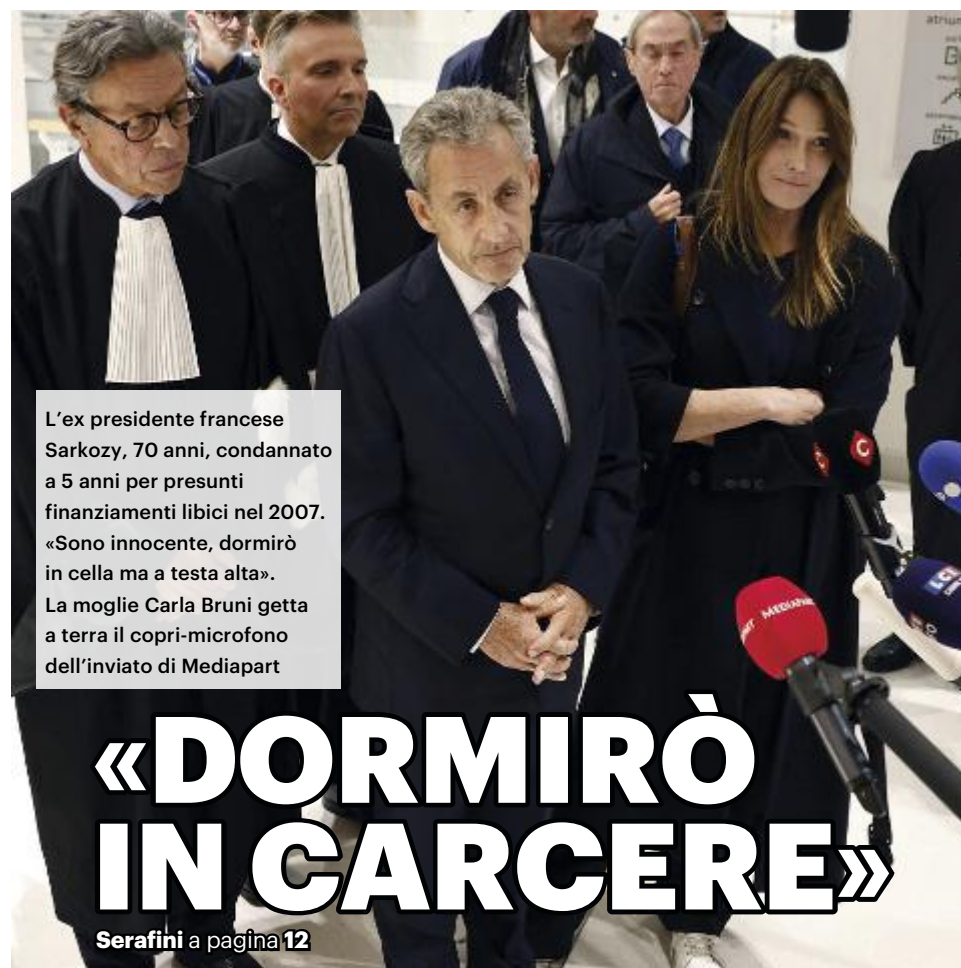 atrium
L'ex presidente francese
Sarkozy, 70 anni, condannato
a 5 anni per presunti
finanziamenti libici nel 2007.
«Sono innocente, dormirò
in cella ma a testa alta».
La moglie Carla Bruni getta
a terra il copri-microfono
dell'inviato di Mediapart
MEDIAPART
LCI
«DORMIRÒ
IN CARCERE»
Serafini a pagina 12